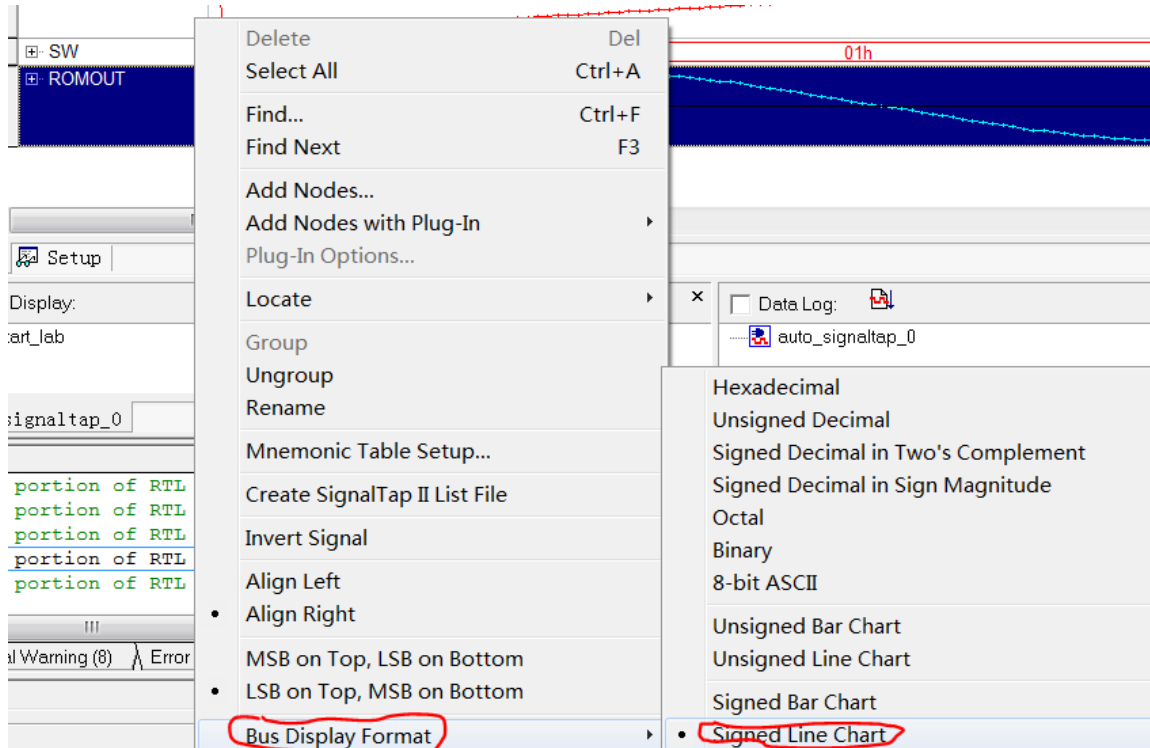 Delete Del
SW
01h
Select All Ctrl+A
ROMOUT
Find... Ctrl+F
Find Next F3
Add Nodes...
Add Nodes with Plug-In
Plug-In Options...
Setup
Locate
Display:
Data Log:
tart_lab
auto_signaltap_0
Group
Ungroup
Rename
signaltap_0
Mnemonic Table Setup...
Create SignalTap II List File
Invert Signal
Align Left
Align Right
MSB on Top, LSB on Bottom
LSB on Top, MSB on Bottom
Bus Display Format
portion of RTL
portion of RTL
portion of RTL
portion of RTL
portion of RTL
al Warning (8) Error
Hexadecimal
Unsigned Decimal
Signed Decimal in Two's Complement
Signed Decimal in Sign Magnitude
Octal
Binary
8-bit ASCII
Unsigned Bar Chart
Unsigned Line Chart
Signed Bar Chart
Signed Line Chart